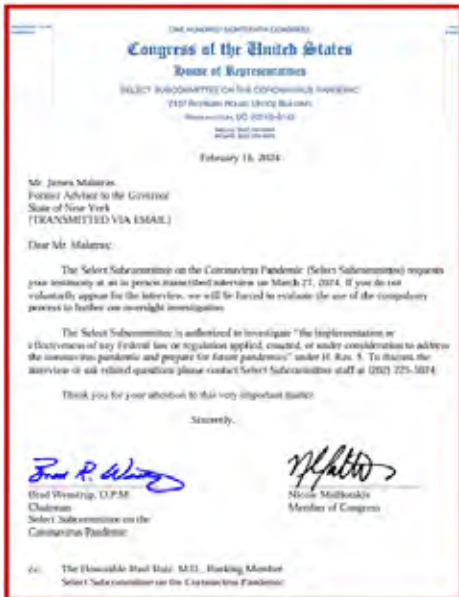 ONE HUNDRED EIGHTEENTH CONGRESS
Congress of the United States
House of Representatives
SELECT SUBCOMMITTEE ON THE CORONAVIRUS PANDEMIC
2157 RAYBURN HOUSE OFFICE BUILDING
WASHINGTON, DC 20515-6143
February 16, 2024
Mr. James Malatras
Former Advisor to the Governor
State of New York
[TRANSMITTED VIA EMAIL]
Dear Mr. Malatras:
The Select Subcommittee on the Coronavirus Pandemic (Select Subcommittee) requests
your testimony at an in person transcribed interview on March 27, 2024. If you do not
voluntarily appear for the interview, we will be forced to evaluate the use of the compulsory
process to further our oversight investigation.
The Select Subcommittee is authorized to investigate "the implementation or
effectiveness of any Federal law or regulation applied, enacted, or under consideration to address
the coronavirus pandemic and prepare for future pandemics" under H. Res. 5. To discuss the
interview or ask related questions please contact Select Subcommittee staff at (202) 225-5074.
Thank you for your attention to this very important matter.
Sincerely,
Brad Wenstrup, D.P.M.
Chairman
Select Subcommittee on the
Coronavirus Pandemic
Nicole Malliotakis
Member of Congress
cc: The Honorable Raul Ruiz, M.D., Ranking Member
Select Subcommittee on the Coronavirus Pandemic